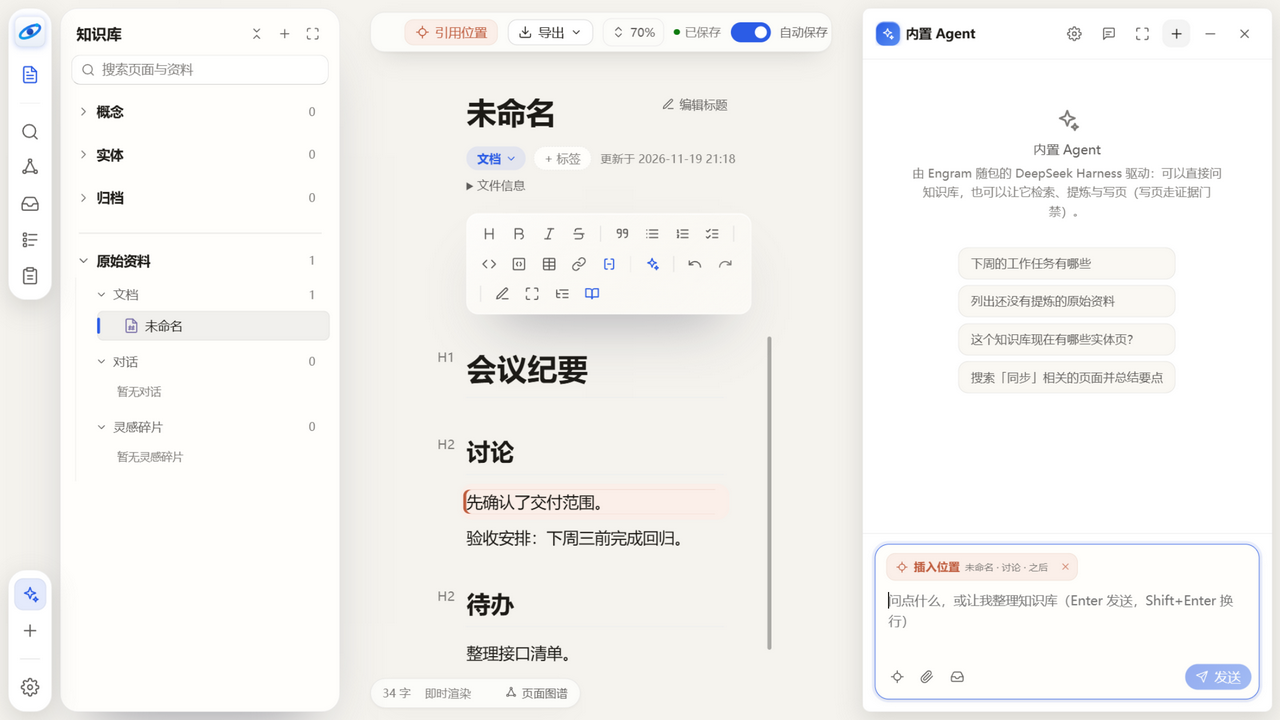 知识库
搜索页面与资料
概念 0
实体 0
归档 0
原始资料 1
文档 1
未命名
对话 0
暂无对话
灵感碎片 0
暂无灵感碎片
引用位置 导出 70% 已保存 自动保存
未命名 编辑标题
文档 + 标签 更新于 2026-11-19 21:18
文件信息
H1 会议纪要
H2 讨论
先确认了交付范围。
验收安排：下周三前完成回归。
H2 待办
整理接口清单。
34 字 即时渲染 页面图谱
内置 Agent
内置 Agent
由 Engram 随包的 DeepSeek Harness 驱动：可以直接问
知识库，也可以让它检索、提炼与写页（写页走证据门
禁）。
下周的工作任务有哪些
列出还没有提炼的原始资料
这个知识库现在有哪些实体页?
搜索「同步」相关的页面并总结要点
插入位置 未命名 · 讨论 · 之后
问点什么，或让我整理知识库（Enter 发送，Shift+Enter 换
行）
发送